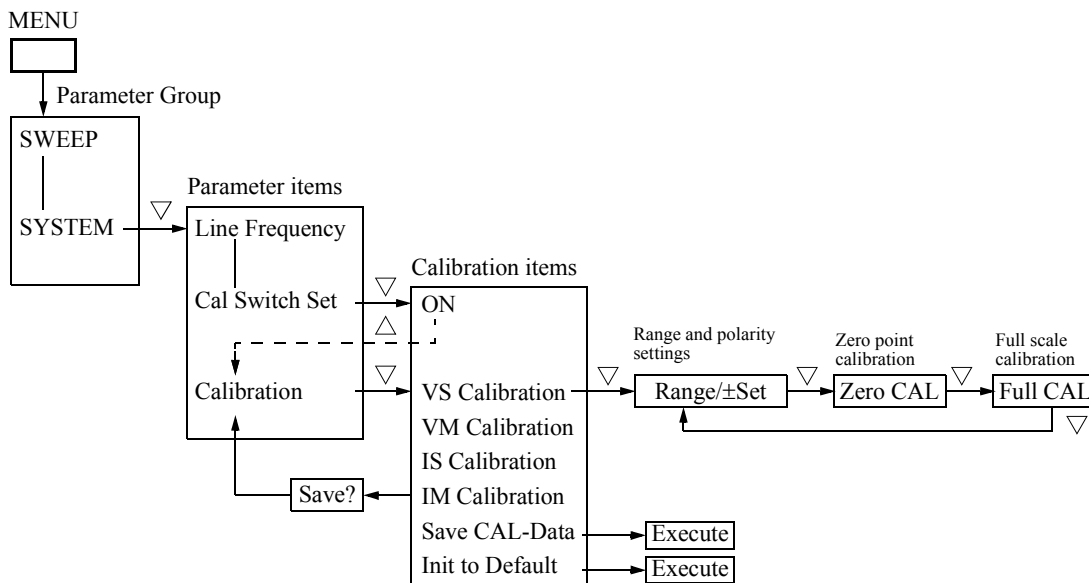 MENU
Parameter Group
SWEEP
SYSTEM
Parameter items
Line Frequency
Cal Switch Set
Calibration
Calibration items
ON
VS Calibration
VM Calibration
IS Calibration
IM Calibration
Save CAL-Data
Init to Default
Save?
Range and polarity
settings
Range/±Set
Zero point
calibration
Zero CAL
Full scale
calibration
Full CAL
Execute
Execute